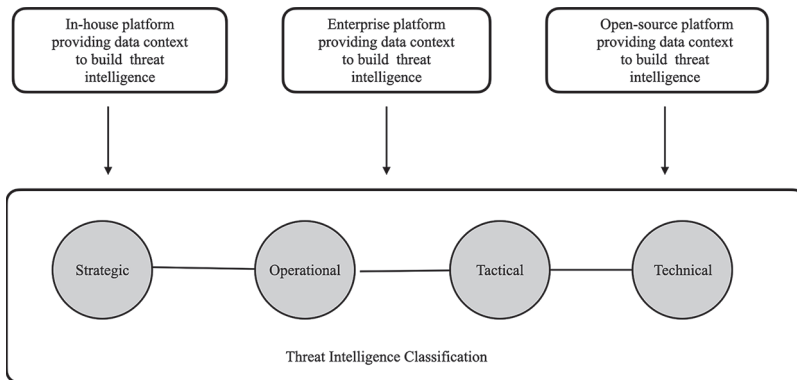 In-house platform
providing data context
to build threat
intelligence
Enterprise platform
providing data context
to build threat
intelligence
Open-source platform
providing data context
to build threat
intelligence
Strategic
Operational
Tactical
Technical
Threat Intelligence Classification